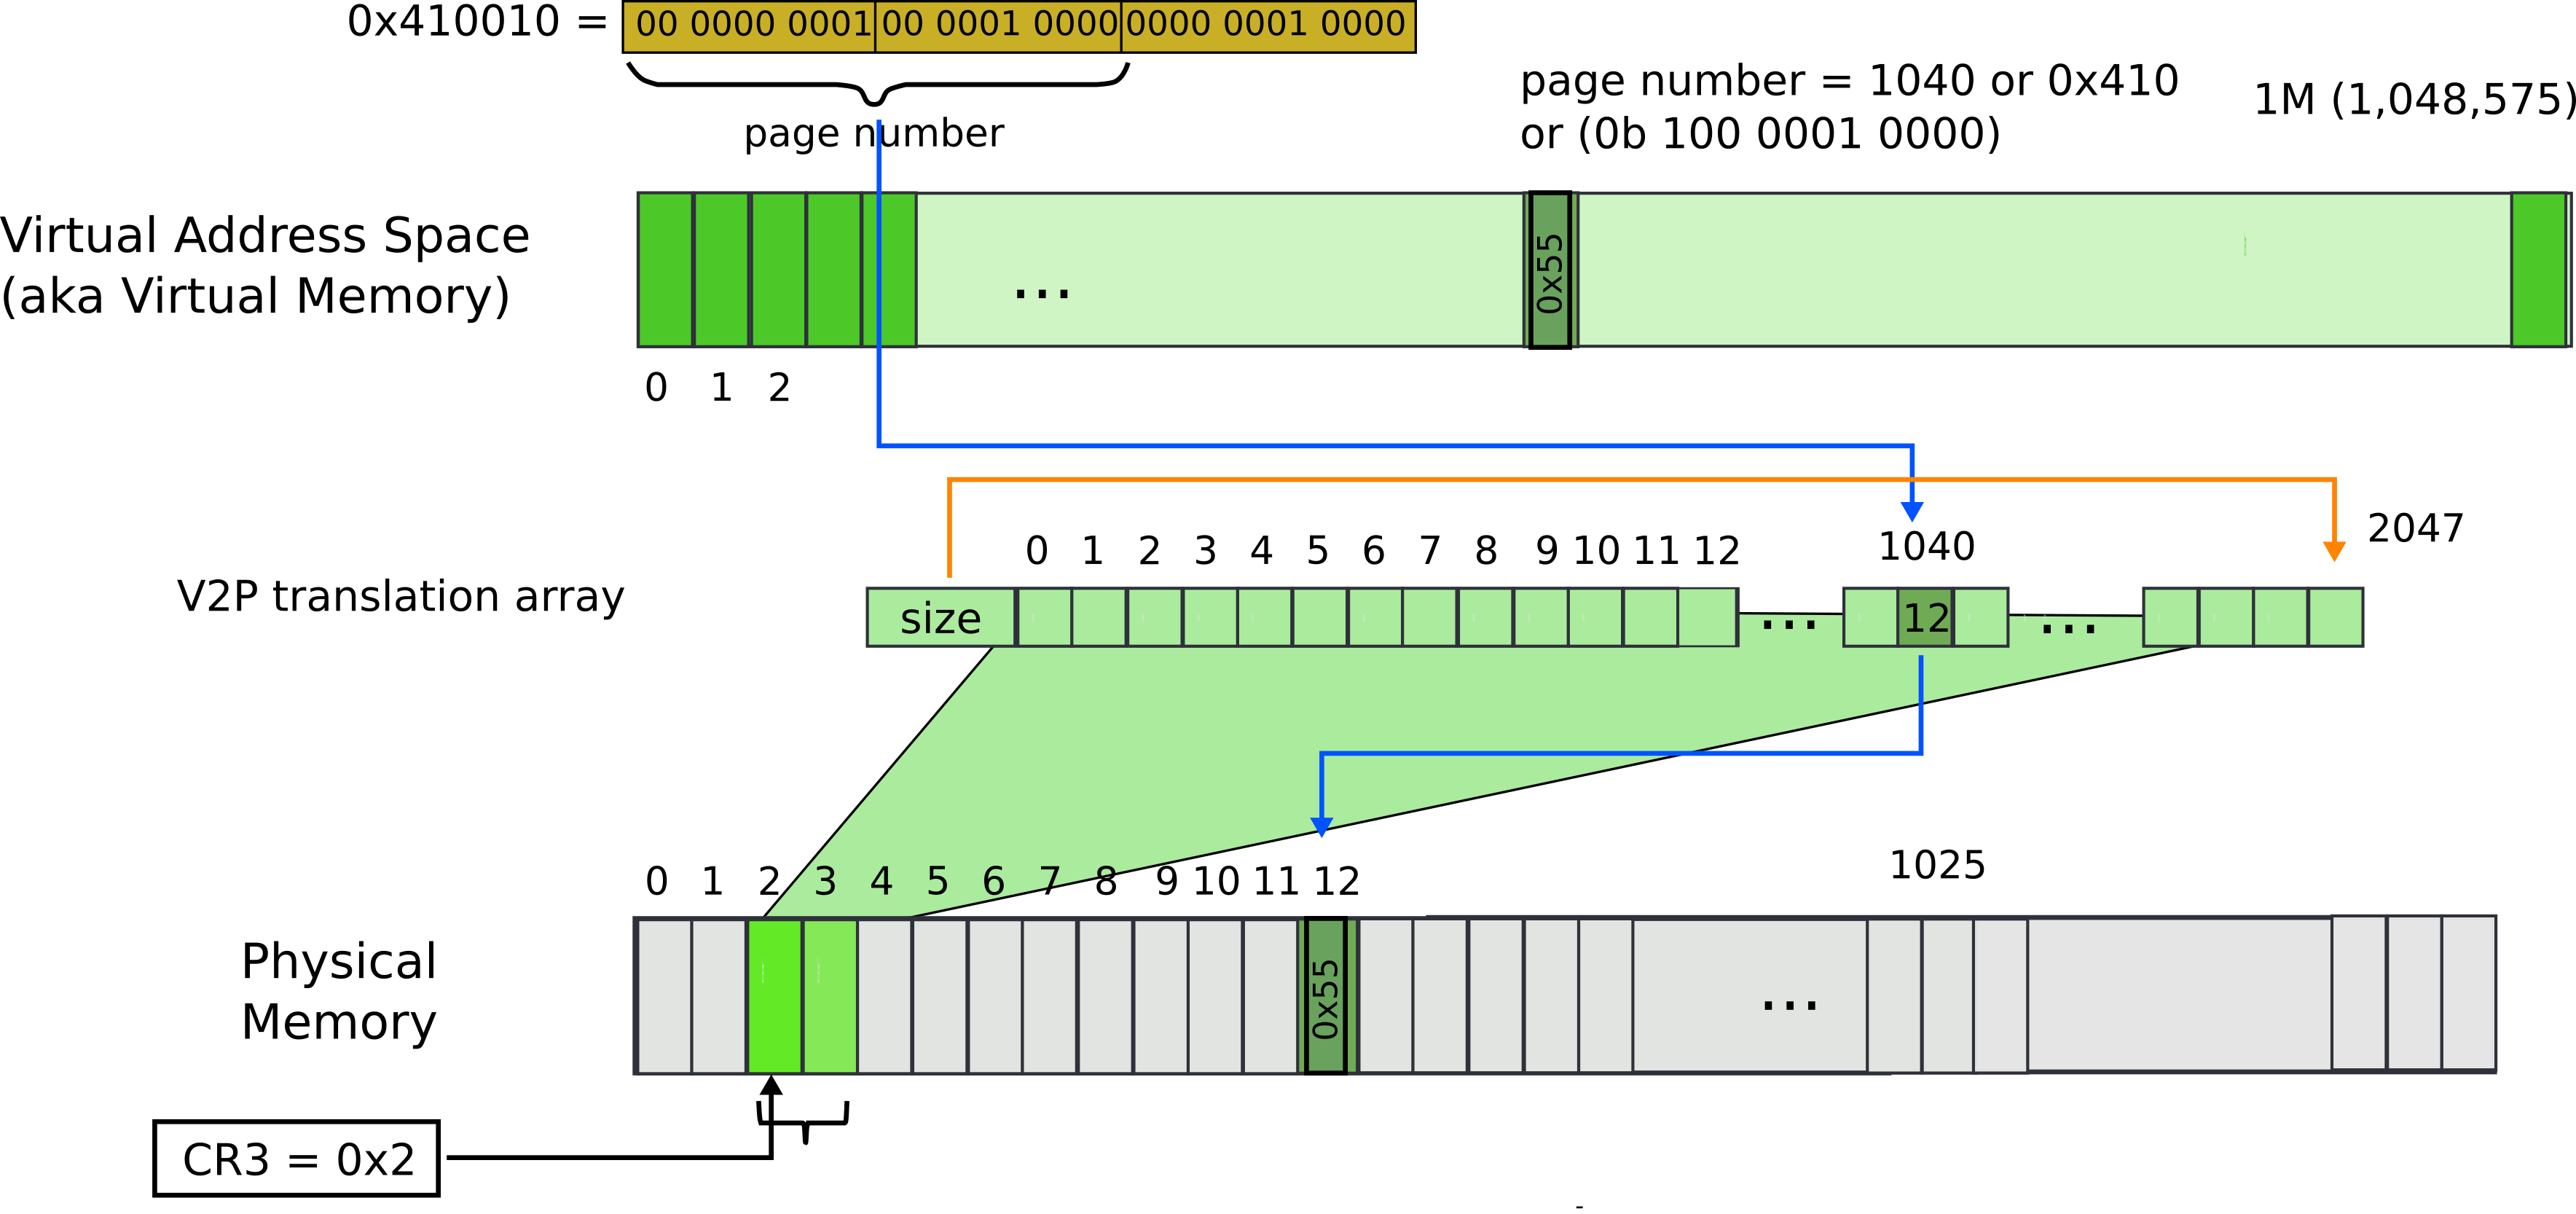 0x410010 = 00 0000 0001 00 0001 0000 0000 0001 0000
page number
page number = 1040 or 0x410
or (0b 100 0001 0000)
1M (1,048,575)
Virtual Address Space
(aka Virtual Memory)
...
0x55
0 1 2
0 1 2 3 4 5 6 7 8 9 10 11 12 1040 2047
V2P translation array
size ... 12 ...
0 1 2 3 4 5 6 7 8 9 10 11 12 1025
Physical
Memory
0x55
...
CR3 = 0x2
-